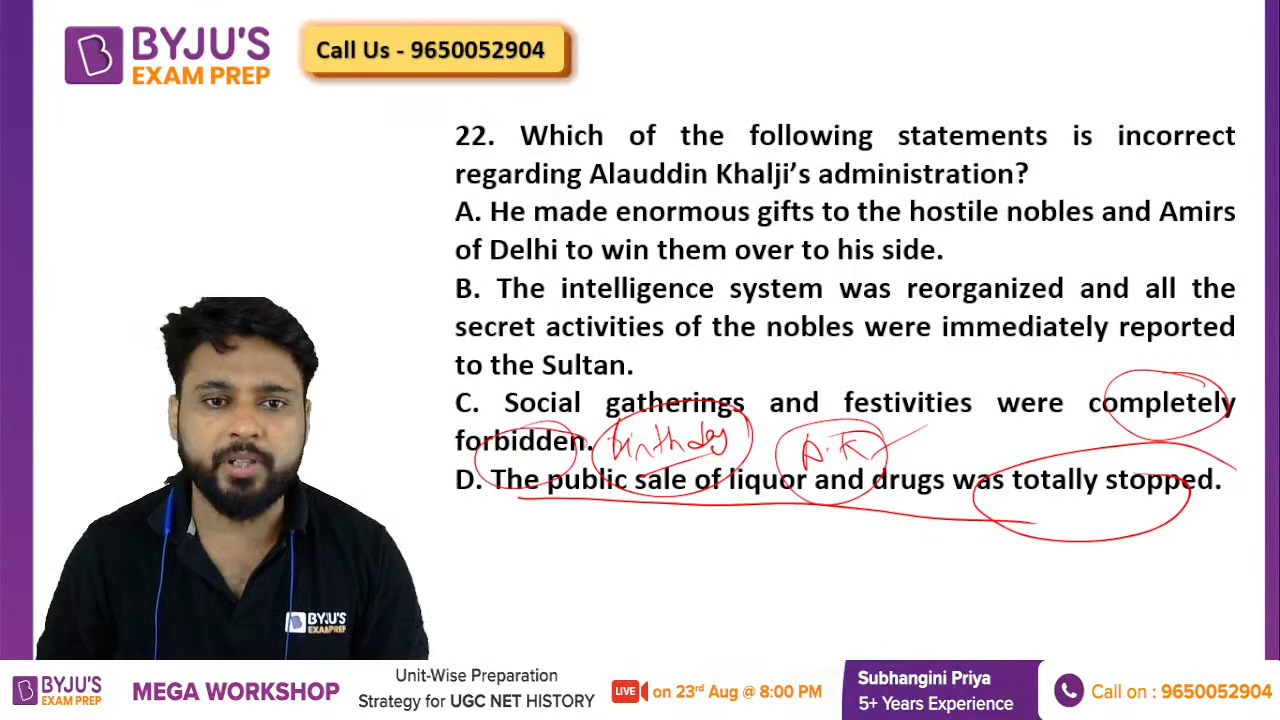 BYJU'S
EXAM PREP
Call Us - 9650052904
22. Which of the following statements is incorrect
regarding Alauddin Khalji’s administration?
A. He made enormous gifts to the hostile nobles and Amirs
of Delhi to win them over to his side.
B. The intelligence system was reorganized and all the
secret activities of the nobles were immediately reported
to the Sultan.
C. Social gatherings and festivities were completely
forbidden.
birthday
A.K
D. The public sale of liquor and drugs was totally stopped.
BYJU'S
EXAM PREP
BYJU'S
EXAM PREP
MEGA WORKSHOP
Unit-Wise Preparation
Strategy for UGC NET HISTORY
LIVE on 23rd Aug @ 8:00 PM
Subhangini Priya
5+ Years Experience
Call on : 9650052904